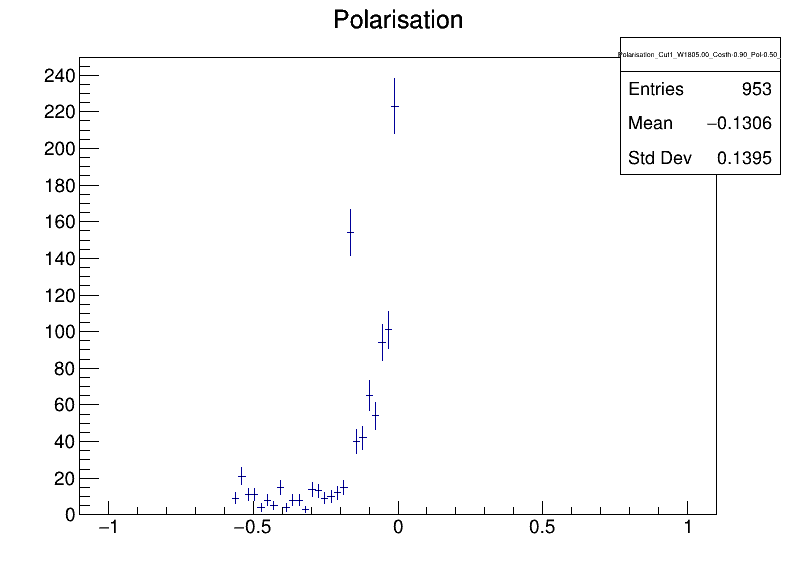 Polarisation
Polarisation_Cut1_W1805.00_Costh-0.90_Pol-0.50_
Entries 953
Mean −0.1306
Std Dev 0.1395
240
220
200
180
160
140
120
100
80
60
40
20
0
−1 −0.5 0 0.5 1